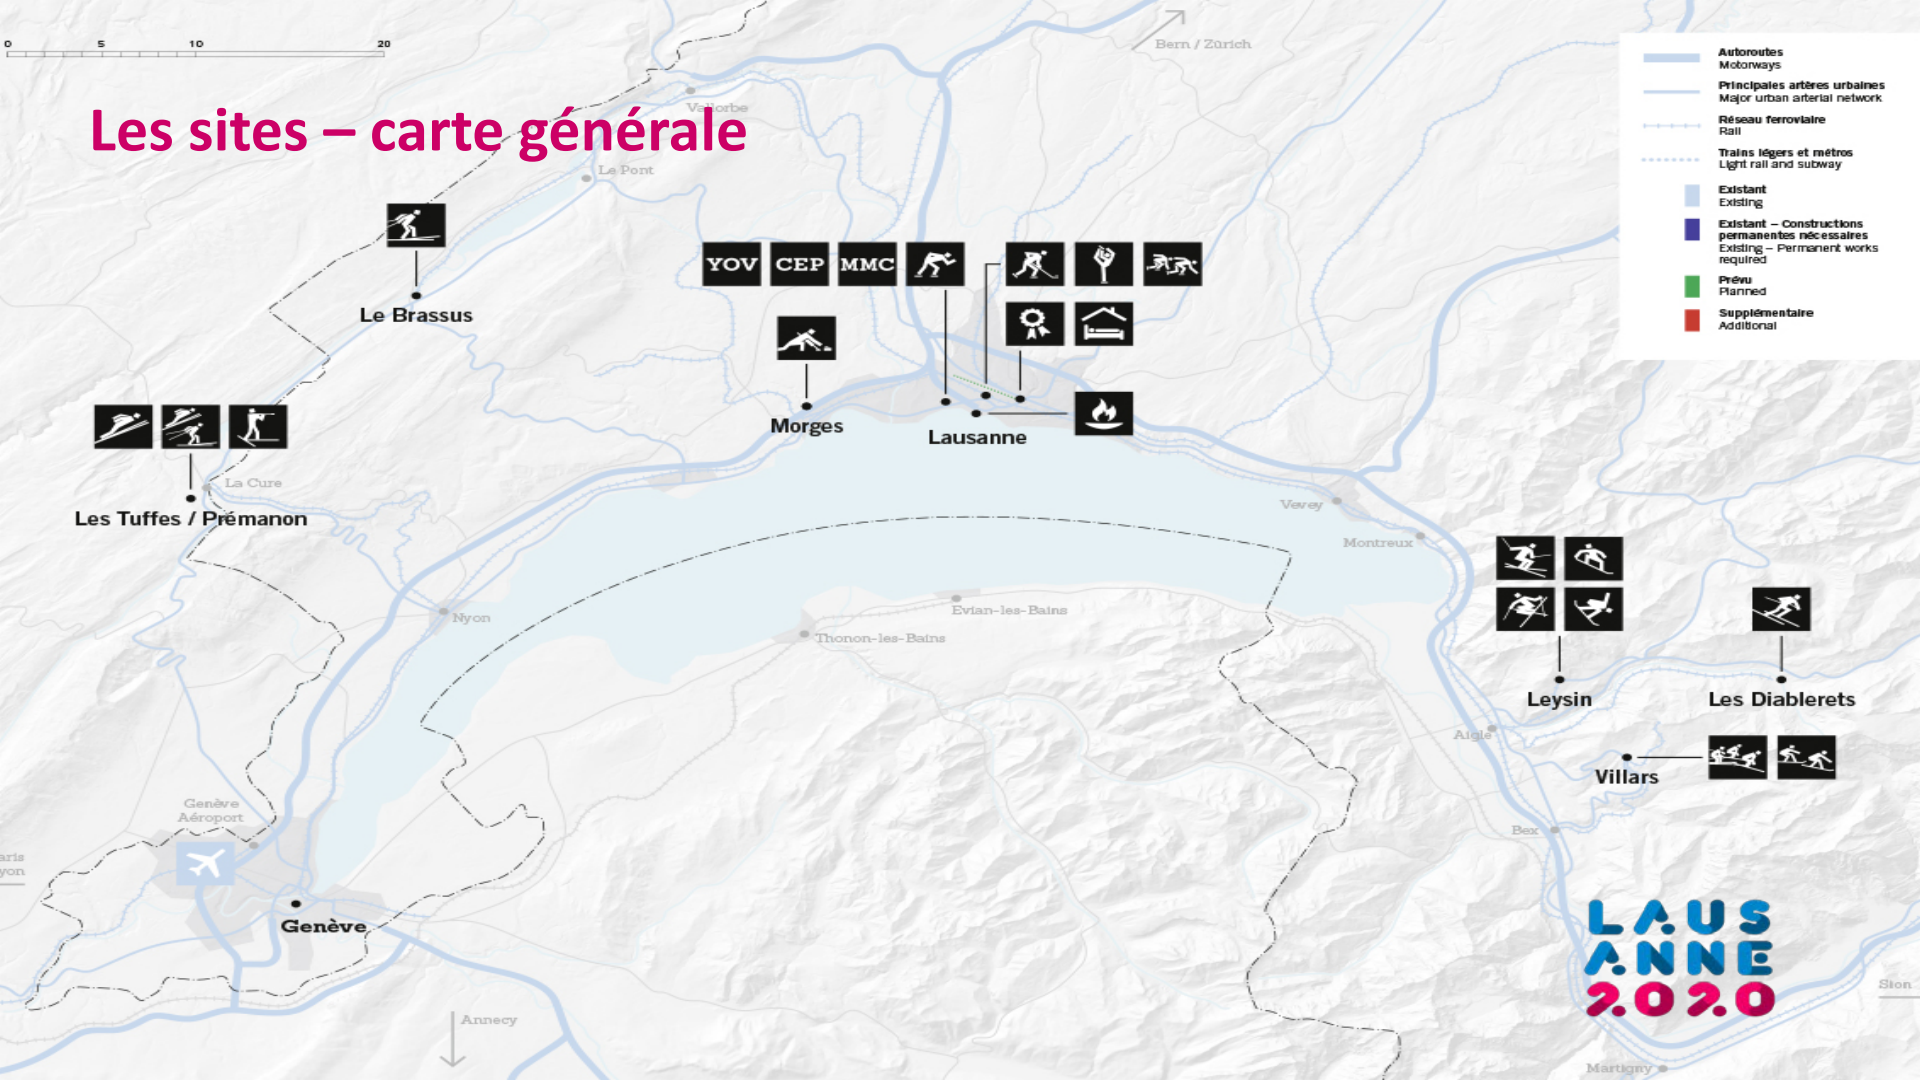 0 5 10 20
Bern / Zürich
Autoroutes
Motorways
Principales artères urbaines
Major urban arterial network
Réseau ferroviaire
Rail
Trains légers et métros
Light rail and subway
Existant
Existing
Existant – Constructions
permanentes nécessaires
Existing – Permanent works
required
Prévu
Planned
Supplémentaire
Additional
Vallorbe
Les sites – carte générale
Le Pont
Le Brassus
YOV CEP MMC
Morges
Lausanne
La Cure
Les Tuffes / Prémanon
Vevey
Montreux
Nyon
Evian-les-Bains
Thonon-les-Bains
Leysin
Les Diablerets
Aigle
Villars
Genève
Aéroport
Bex
Genève
LAUS
ANNE
2020
Sion
Annecy
Martigny